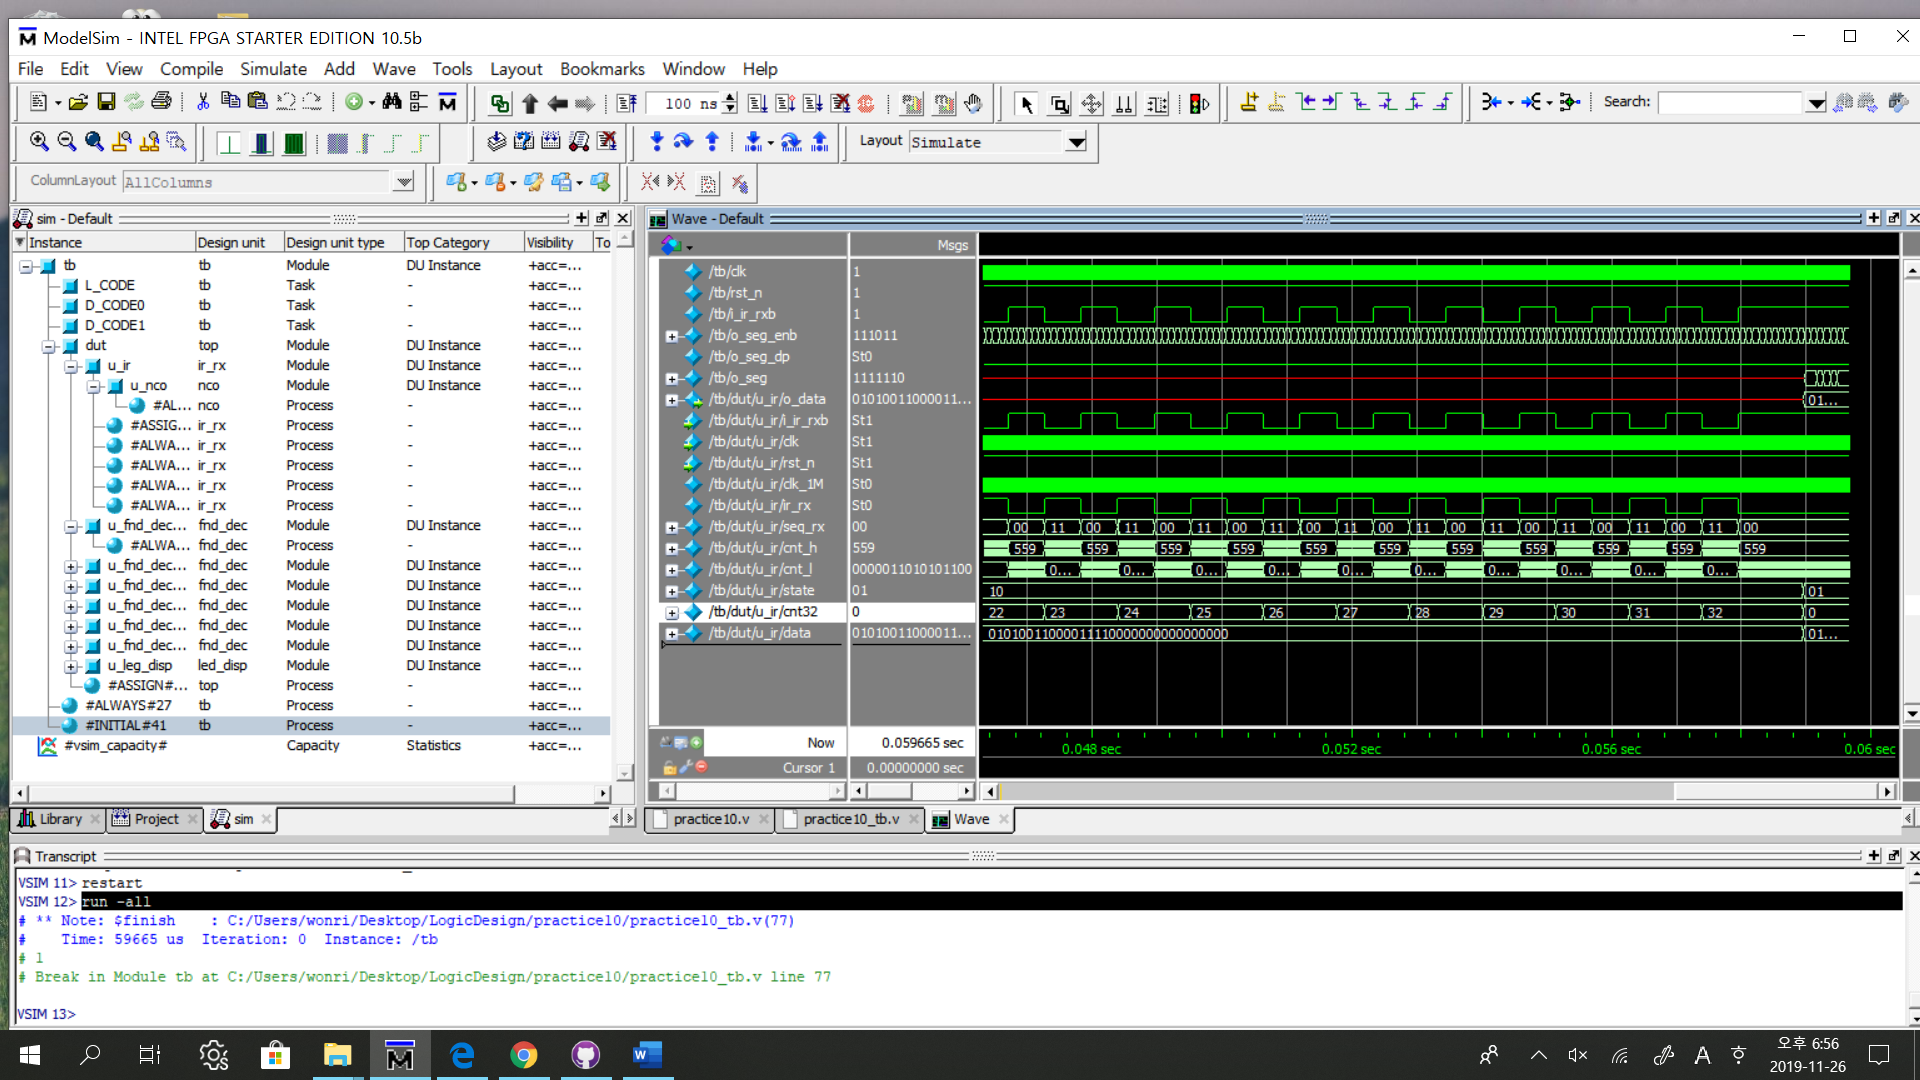 ModelSim - INTEL FPGA STARTER EDITION 10.5b
File Edit View Compile Simulate Add Wave Tools Layout Bookmarks Window Help
100 ns
Search:
Layout Simulate
ColumnLayout AllColumns
sim - Default
Instance Design unit Design unit type Top Category Visibility To
tb tb Module DU Instance +acc=...
L_CODE tb Task - +acc=...
D_CODE0 tb Task - +acc=...
D_CODE1 tb Task - +acc=...
dut top Module DU Instance +acc=...
u_ir ir_rx Module DU Instance +acc=...
u_nco nco Module DU Instance +acc=...
#AL... nco Process - +acc=...
#ASSIG... ir_rx Process - +acc=...
#ALWA... ir_rx Process - +acc=...
#ALWA... ir_rx Process - +acc=...
#ALWA... ir_rx Process - +acc=...
#ALWA... ir_rx Process - +acc=...
u_fnd_dec... fnd_dec Module DU Instance +acc=...
#ALWA... fnd_dec Process - +acc=...
u_fnd_dec... fnd_dec Module DU Instance +acc=...
u_fnd_dec... fnd_dec Module DU Instance +acc=...
u_fnd_dec... fnd_dec Module DU Instance +acc=...
u_fnd_dec... fnd_dec Module DU Instance +acc=...
u_fnd_dec... fnd_dec Module DU Instance +acc=...
u_leg_disp led_disp Module DU Instance +acc=...
#ASSIGN#... top Process - +acc=...
#ALWAYS#27 tb Process - +acc=...
#INITIAL#41 tb Process - +acc=...
#vsim_capacity# Capacity Statistics +acc=...
Library Project sim
Wave - Default
Msgs
/tb/clk 1
/tb/rst_n 1
/tb/i_ir_rxb 1
/tb/o_seg_enb 111011
/tb/o_seg_dp St0
/tb/o_seg 1111110
/tb/dut/u_ir/o_data 01010011000011... 01...
/tb/dut/u_ir/i_ir_rxb St1
/tb/dut/u_ir/clk St1
/tb/dut/u_ir/rst_n St1
/tb/dut/u_ir/clk_1M St0
/tb/dut/u_ir/ir_rx St0
/tb/dut/u_ir/seq_rx 00 00 11 00 11 00 11 00 11 00 11 00 11 00 11 00 11 00 11 00 11 00
/tb/dut/u_ir/cnt_h 559 559 559 559 559 559 559 559 559 559 559 559
/tb/dut/u_ir/cnt_l 0000011010101100 0... 0... 0... 0... 0... 0... 0... 0... 0... 0...
/tb/dut/u_ir/state 01 10 01
/tb/dut/u_ir/cnt32 0 22 23 24 25 26 27 28 29 30 31 32 0
/tb/dut/u_ir/data 01010011000011... 01010011000011110000000000000000 01...
Now 0.059665 sec
0.048 sec 0.052 sec 0.056 sec 0.06 sec
Cursor 1 0.00000000 sec
practice10.v practice10_tb.v Wave
Transcript
VSIM 11> restart
VSIM 12> run -all
# ** Note: $finish : C:/Users/wonri/Desktop/LogicDesign/practice10/practice10_tb.v(77)
# Time: 59665 us Iteration: 0 Instance: /tb
# 1
# Break in Module tb at C:/Users/wonri/Desktop/LogicDesign/practice10/practice10_tb.v line 77
VSIM 13>
A 오후 6:56
2019-11-26